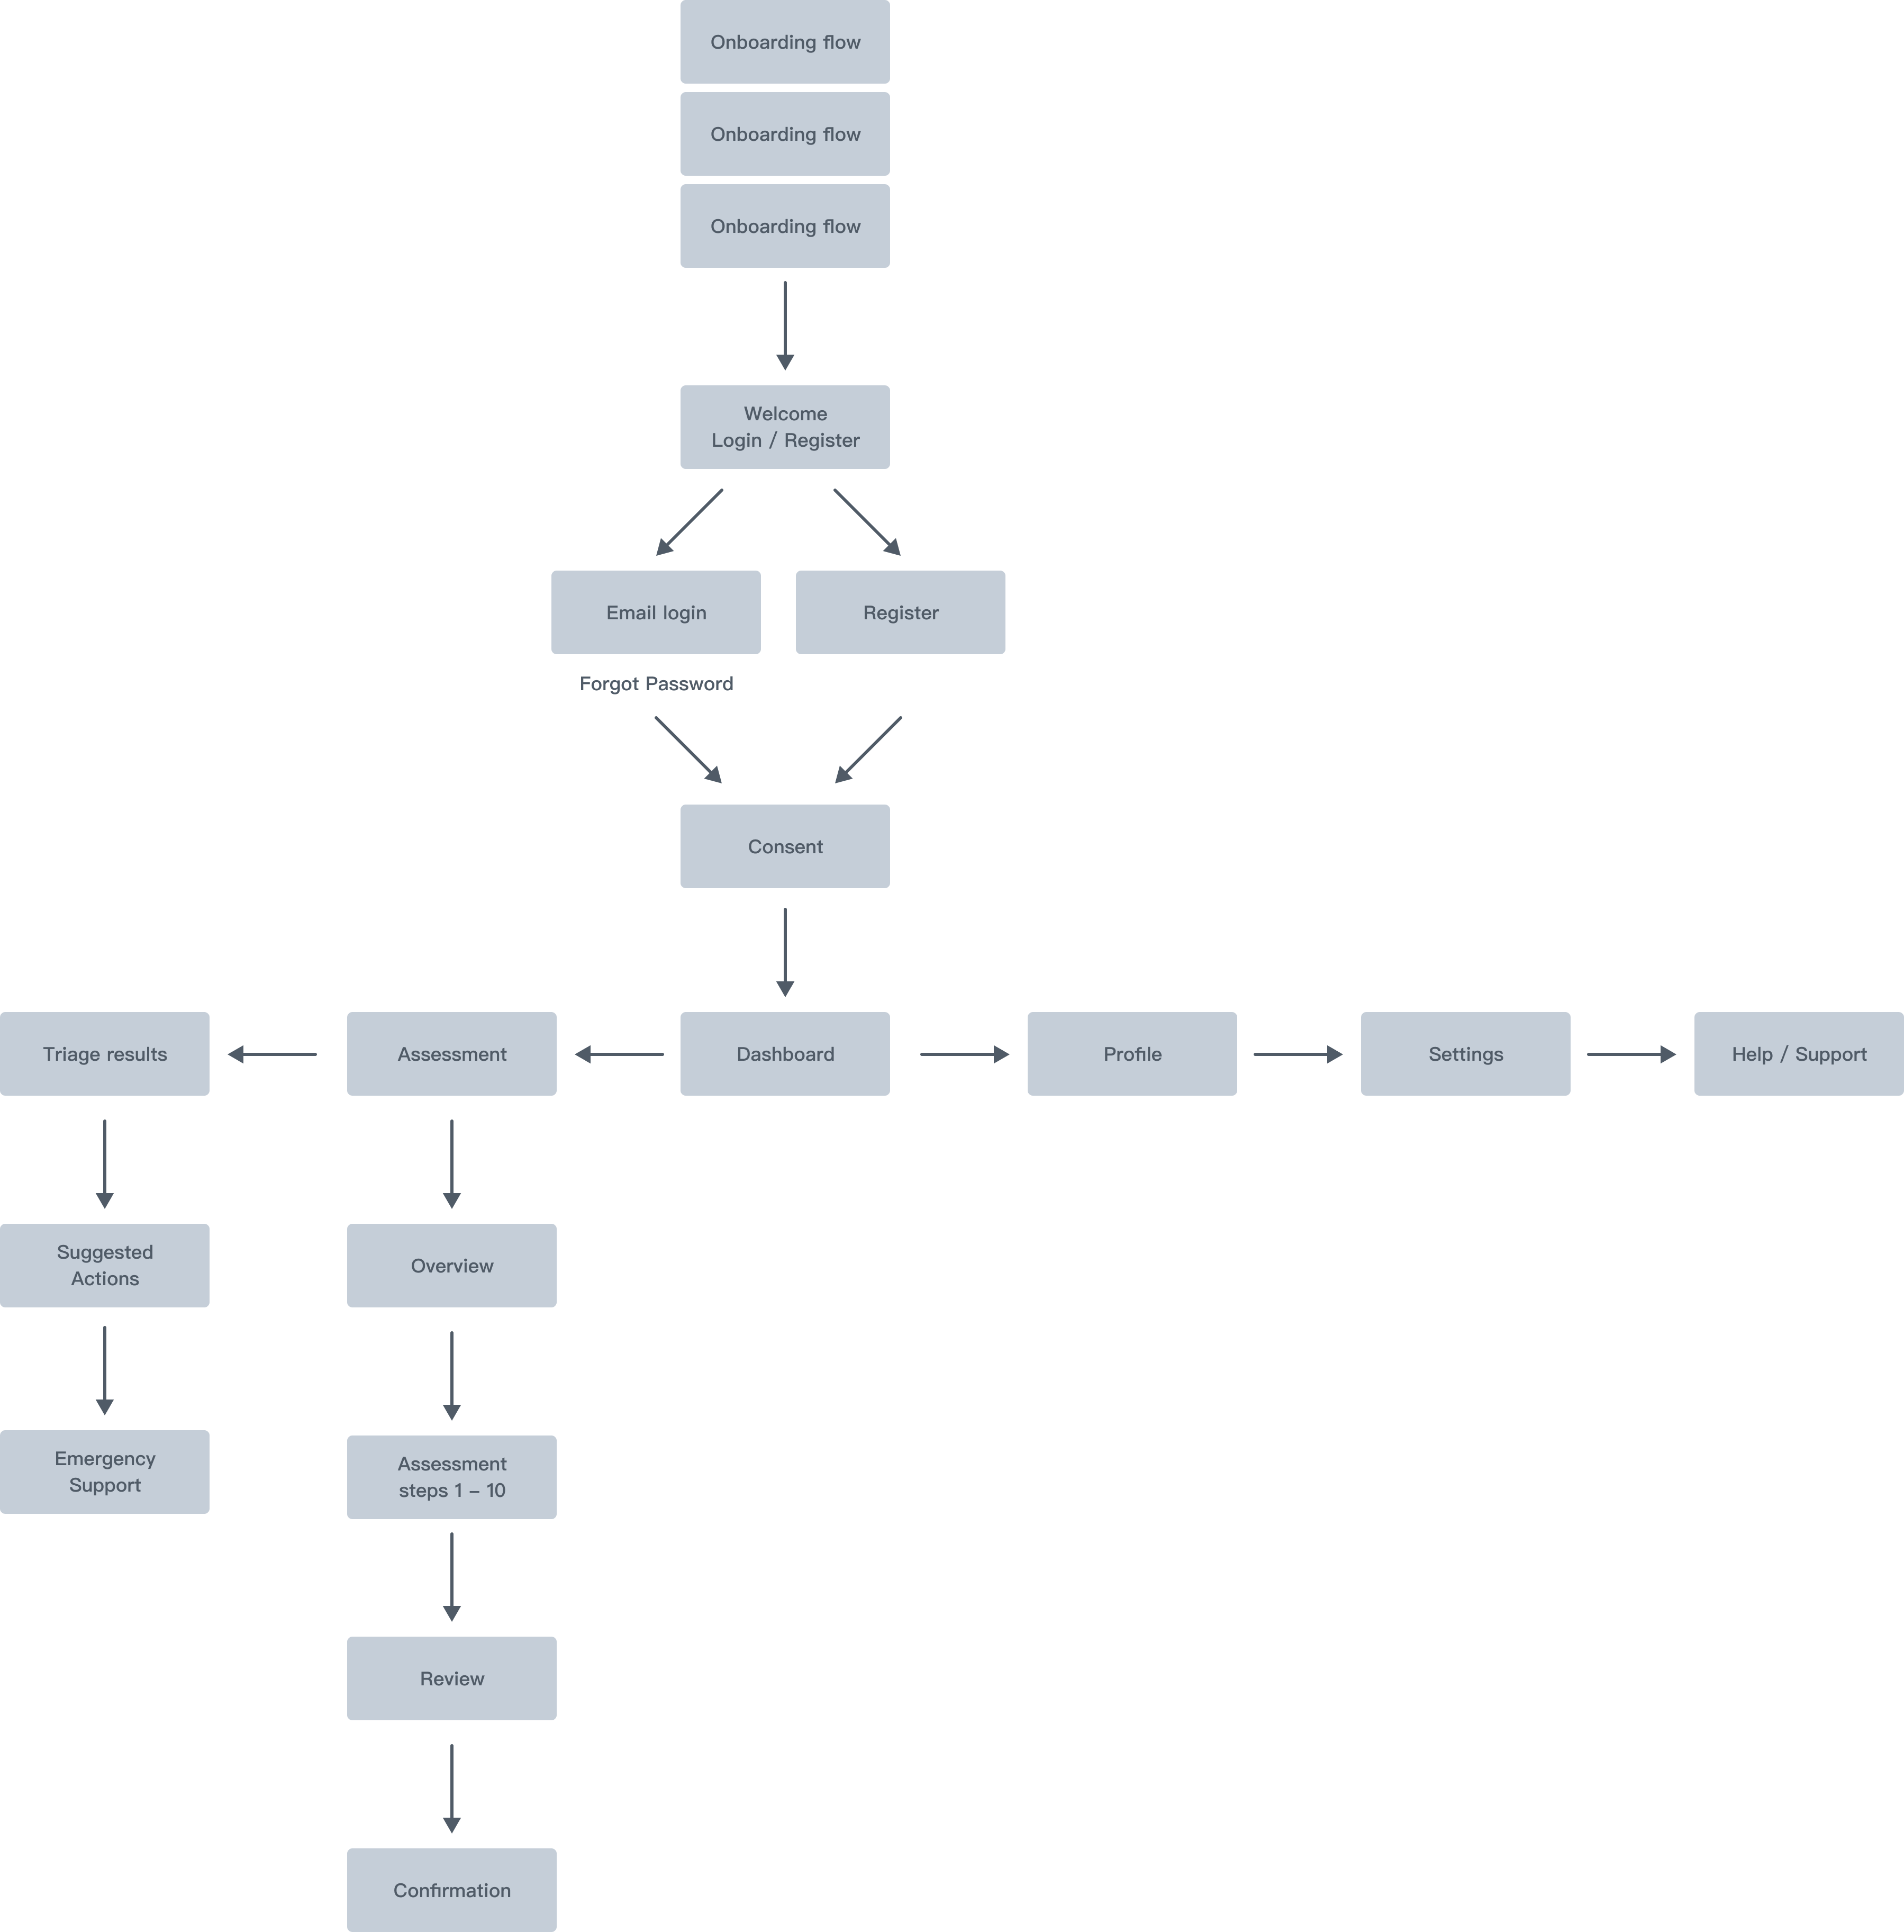 Onboarding flow
Onboarding flow
Onboarding flow
Welcome
Login / Register
Email login
Register
Forgot Password
Consent
Triage results
Assessment
Dashboard
Profile
Settings
Help / Support
Suggested
Actions
Overview
Emergency
Support
Assessment
steps 1 – 10
Review
Confirmation